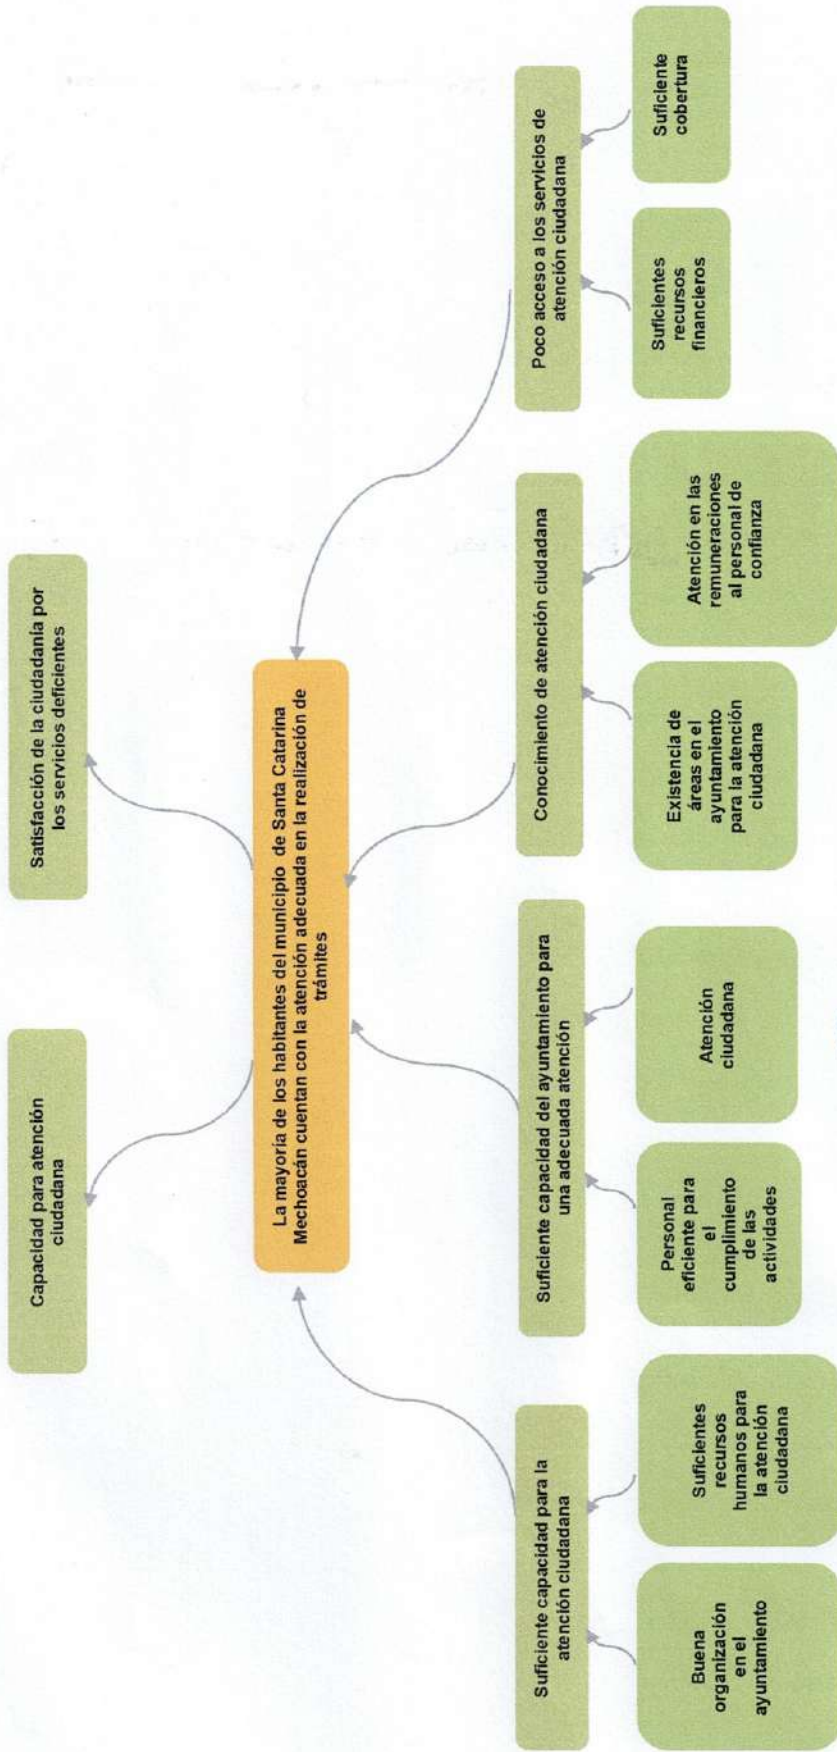 Capacidad para atención
ciudadana
Satisfacción de la ciudadanía por
los servicios deficientes
La mayoría de los habitantes del municipio de Santa Catarina
Mechoacán cuentan con la atención adecuada en la realización de
trámites
Suficiente capacidad para la
atención ciudadana
Suficiente capacidad del ayuntamiento para
una adecuada atención
Conocimiento de atención ciudadana
Poco acceso a los servicios de
atención ciudadana
Buena
organización
en el
ayuntamiento
Suficientes
recursos
humanos para
la atención
ciudadana
Personal
eficiente para
el
cumplimiento
de las
actividades
Atención
ciudadana
Existencia de
áreas en el
ayuntamiento
para la atención
ciudadana
Atención en las
remuneraciones
al personal de
confianza
Suficientes
recursos
financieros
Suficiente
cobertura